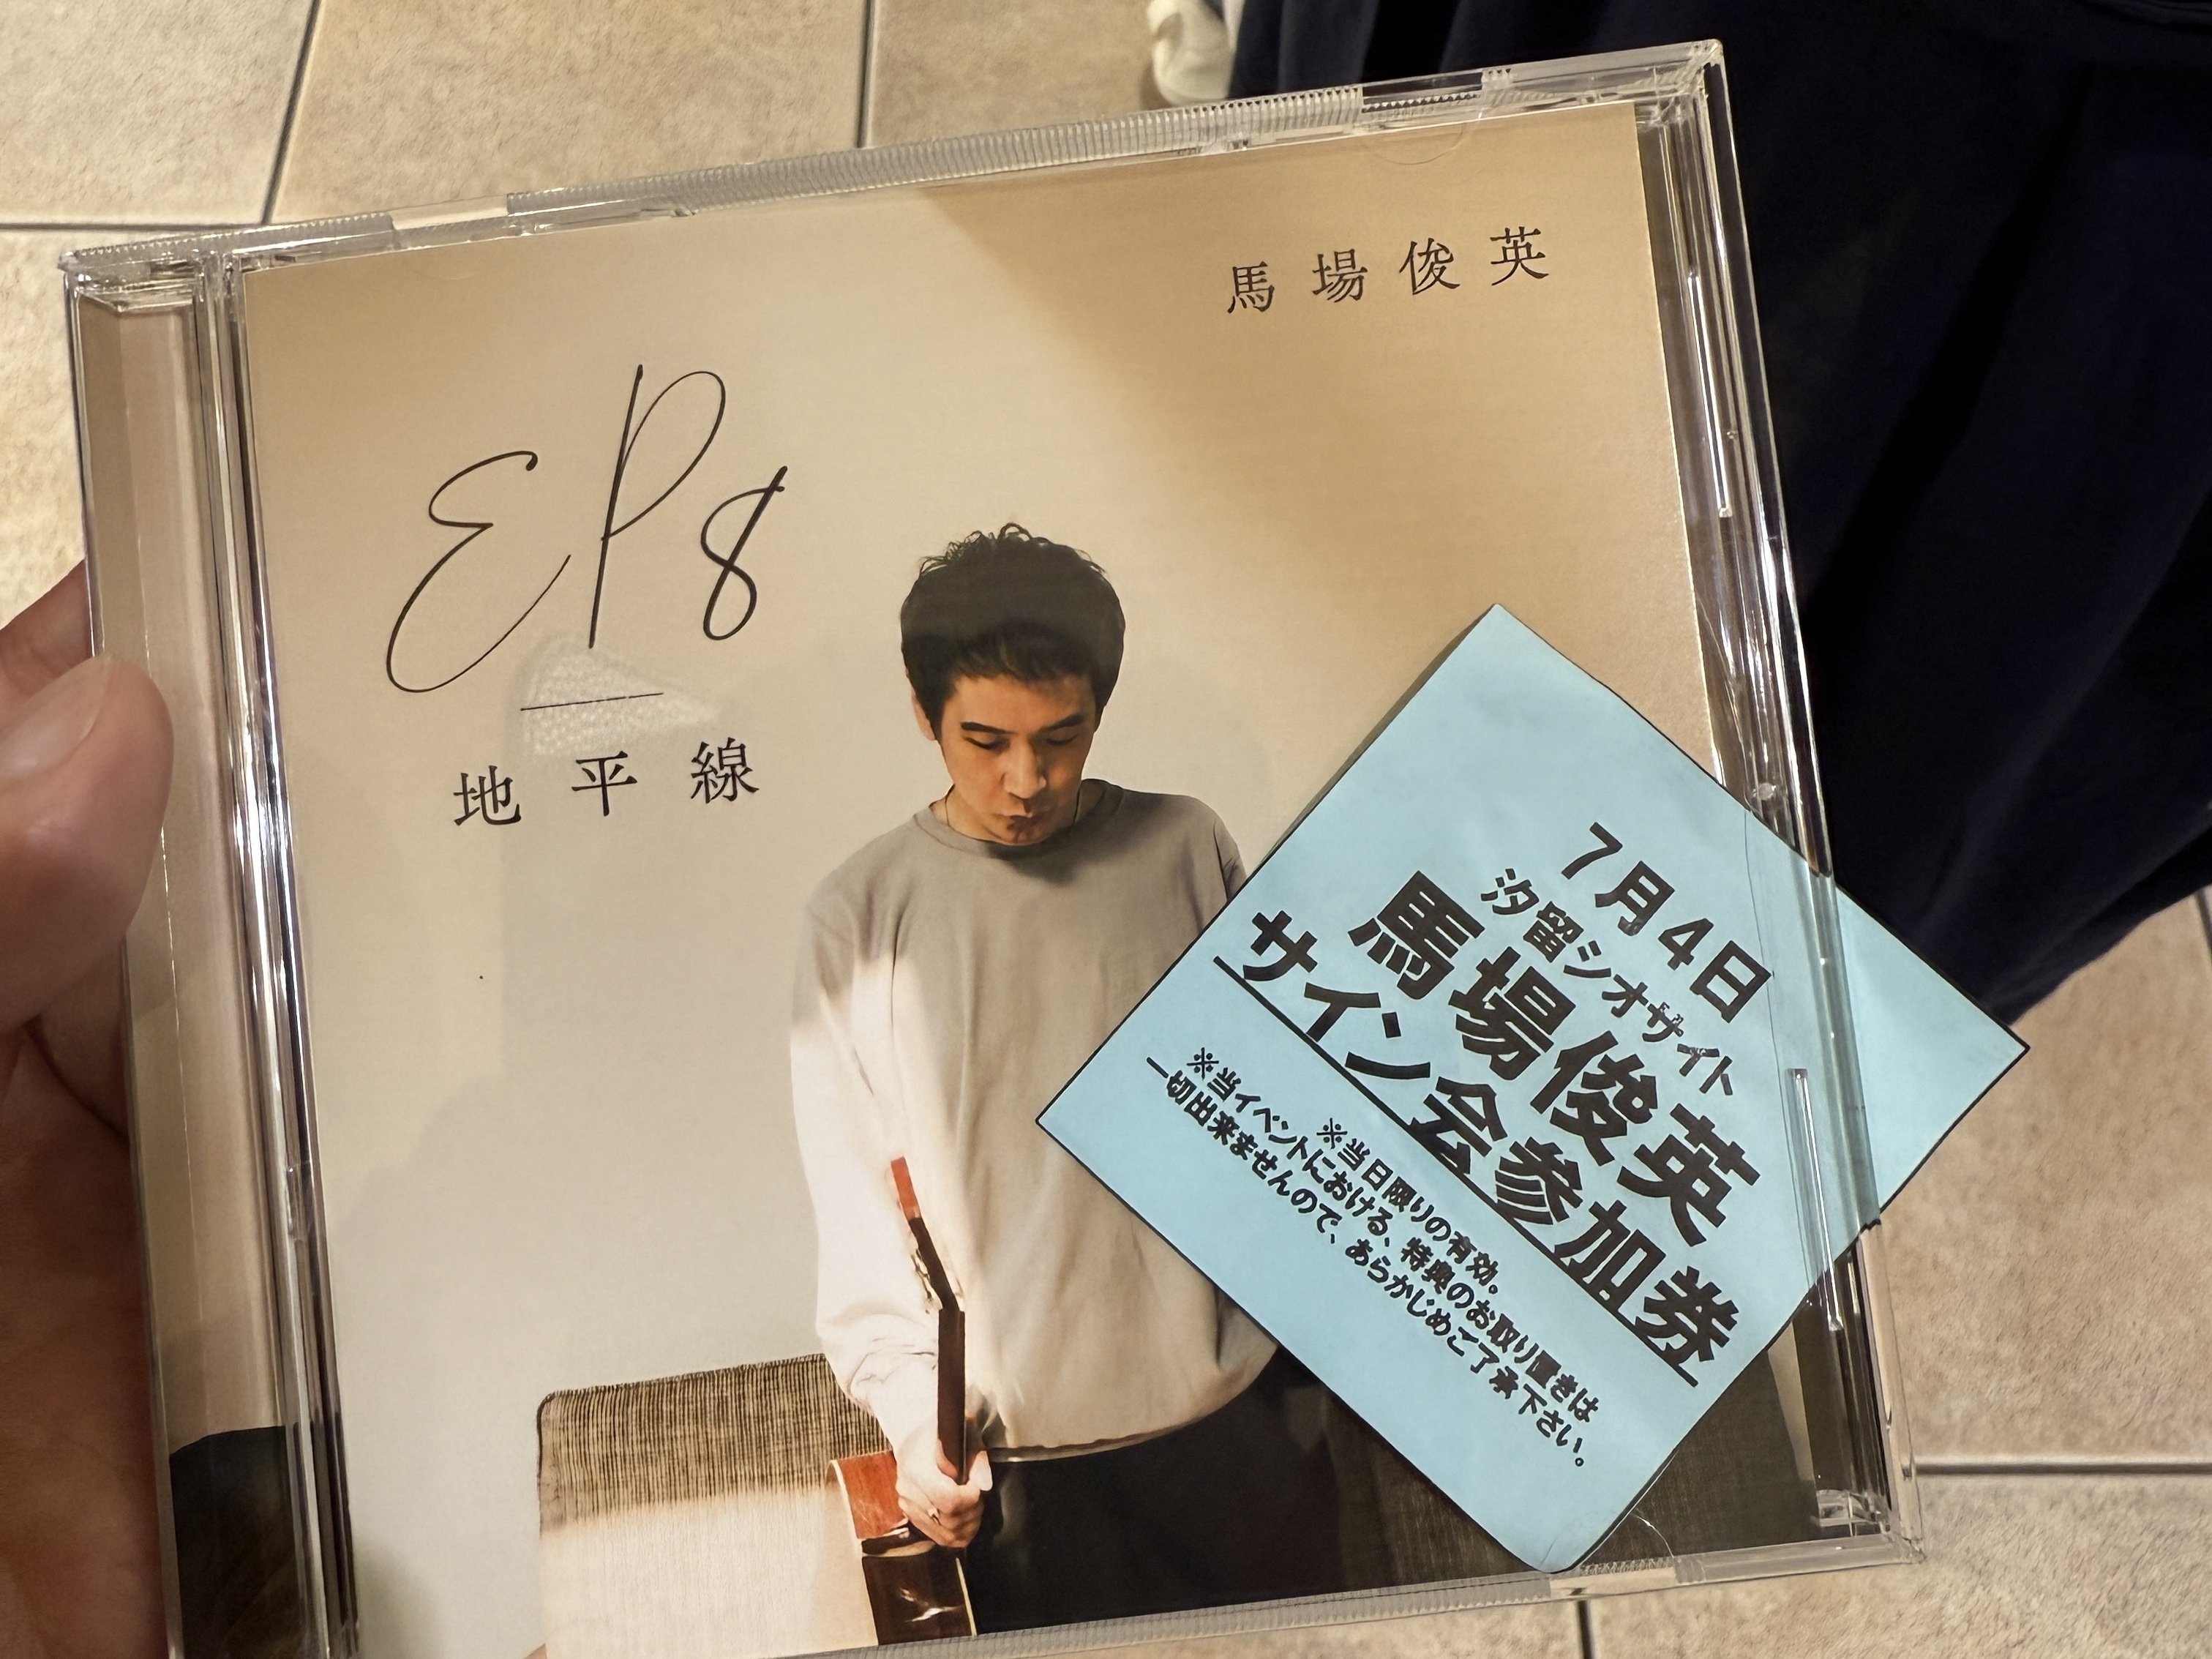 馬場俊英
EP8
地平線
7月4日
汐留シオサイト
馬場俊英
サイン会参加券
※当日限りの有効。
※当イベントにおける、特典のお取り置きは
一切出来ませんので、あらかじめご了承下さい。